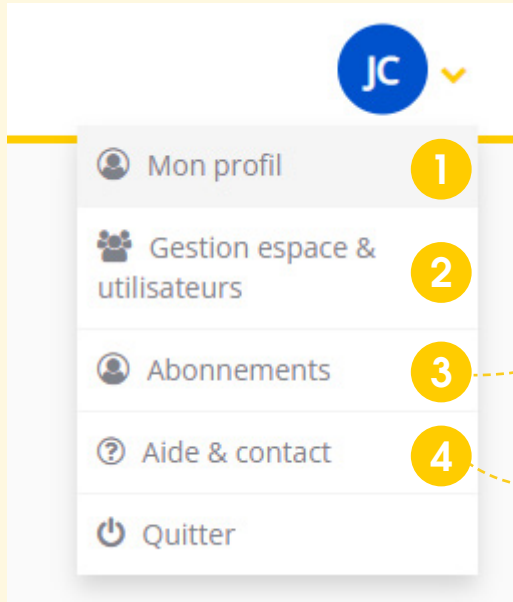 JC
Mon profil 1
Gestion espace &
utilisateurs 2
Abonnements 3
Aide & contact 4
Quitter